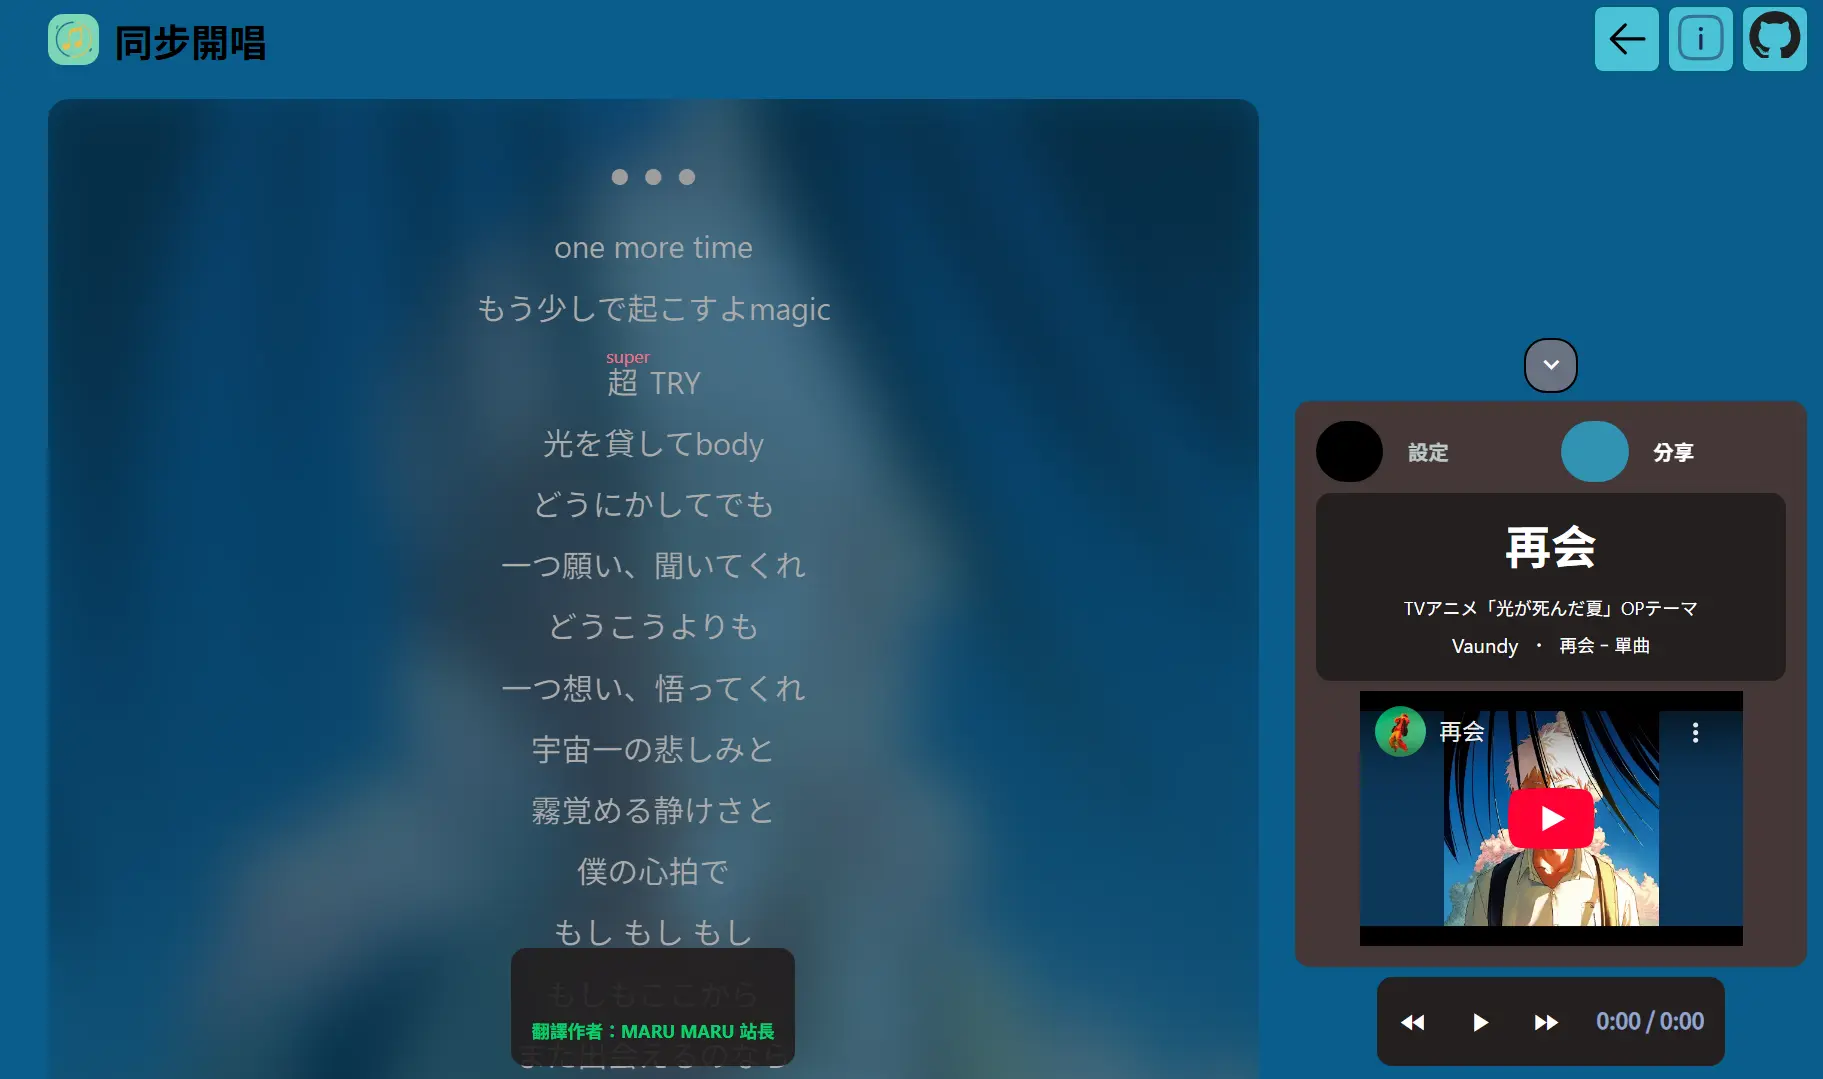 同步開唱
one more time
もう少しで起こすよmagic
super
超 TRY
光を貸してbody
どうにかしてでも
一つ願い、聞いてくれ
どうこうよりも
一つ想い、悟ってくれ
宇宙一の悲しみと
霧覚める静けさと
僕の心拍で
もし もし もし
もしもここから
翻譯作者：MARU MARU 站長
また出会えるのなら
設定
分享
再会
TVアニメ「光が死んだ夏」OPテーマ
Vaundy ・ 再会 - 單曲
再会
0:00 / 0:00